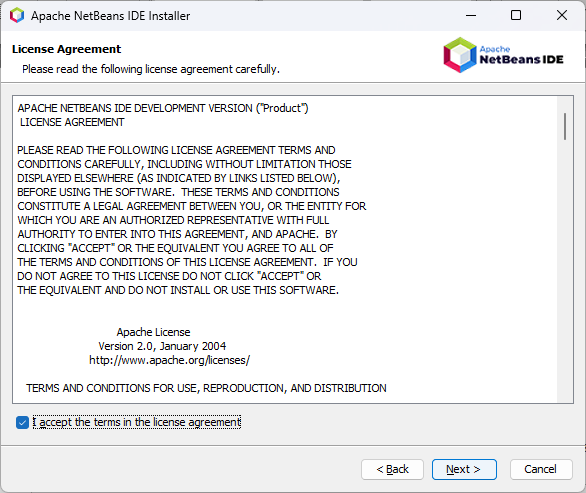 Apache NetBeans IDE Installer
License Agreement
Please read the following license agreement carefully.
Apache
NetBeans IDE
APACHE NETBEANS IDE DEVELOPMENT VERSION ("Product")
LICENSE AGREEMENT
PLEASE READ THE FOLLOWING LICENSE AGREEMENT TERMS AND
CONDITIONS CAREFULLY, INCLUDING WITHOUT LIMITATION THOSE
DISPLAYED ELSEWHERE (AS INDICATED BY LINKS LISTED BELOW),
BEFORE USING THE SOFTWARE.  THESE TERMS AND CONDITIONS
CONSTITUTE A LEGAL AGREEMENT BETWEEN YOU, OR THE ENTITY FOR
WHICH YOU ARE AN AUTHORIZED REPRESENTATIVE WITH FULL
AUTHORITY TO ENTER INTO THIS AGREEMENT, AND APACHE.  BY
CLICKING "ACCEPT" OR THE EQUIVALENT YOU AGREE TO ALL OF
THE TERMS AND CONDITIONS OF THIS LICENSE AGREEMENT.  IF YOU
DO NOT AGREE TO THIS LICENSE DO NOT CLICK "ACCEPT" OR
THE EQUIVALENT AND DO NOT INSTALL OR USE THIS SOFTWARE.
Apache License
Version 2.0, January 2004
http://www.apache.org/licenses/
TERMS AND CONDITIONS FOR USE, REPRODUCTION, AND DISTRIBUTION
I accept the terms in the license agreement
< Back
Next >
Cancel